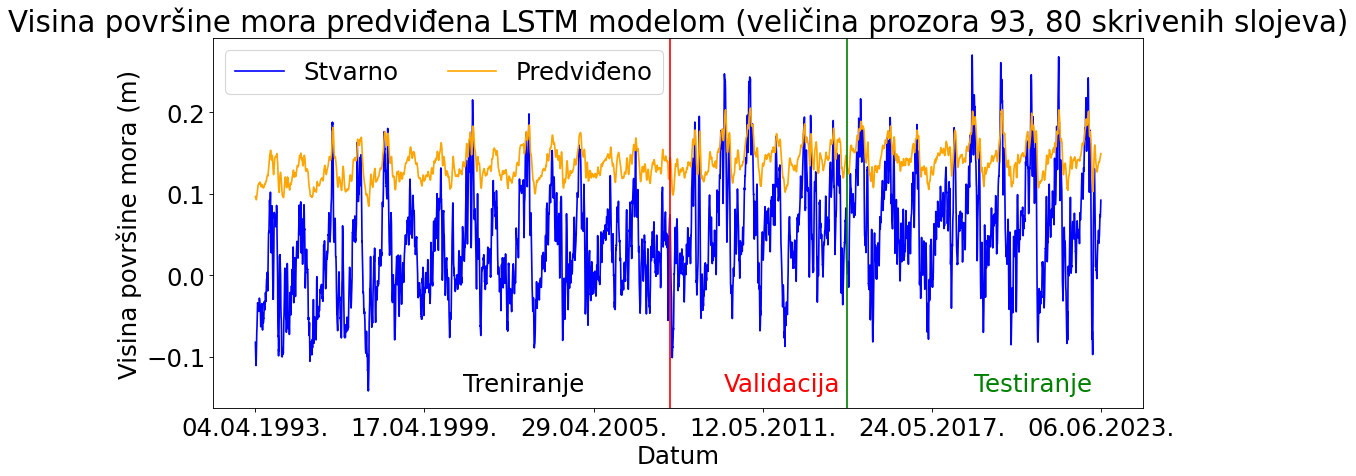 Visina površine mora predviđena LSTM modelom (veličina prozora 93, 80 skrivenih slojeva)
Stvarno Predviđeno
Visina površine mora (m)
0.2
0.1
0.0
−0.1
Treniranje Validacija Testiranje
04.04.1993. 17.04.1999. 29.04.2005. 12.05.2011. 24.05.2017. 06.06.2023.
Datum